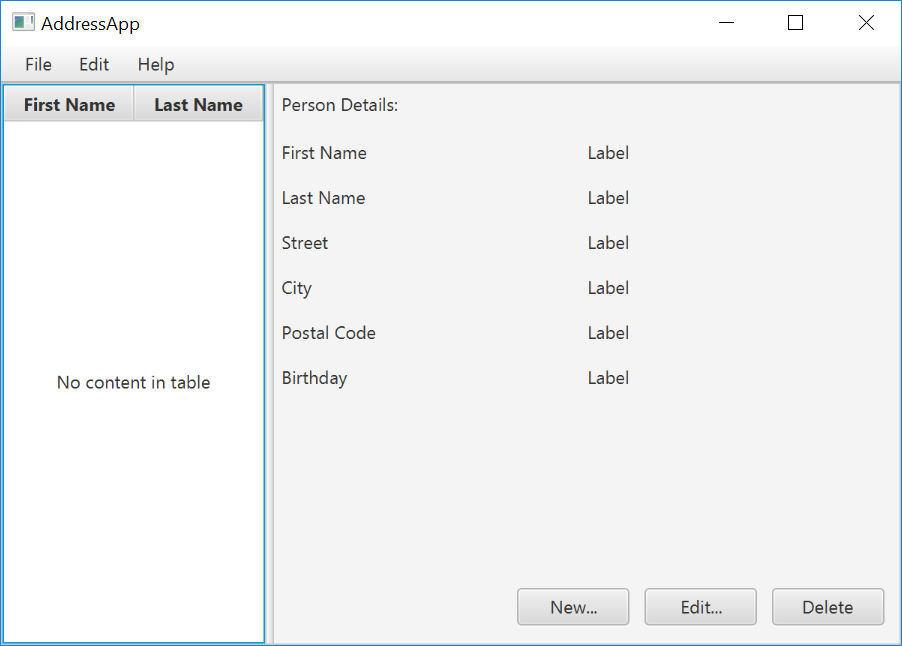 AddressApp
File Edit Help
First Name Last Name
No content in table
Person Details:
First Name Label
Last Name Label
Street Label
City Label
Postal Code Label
Birthday Label
New... Edit... Delete